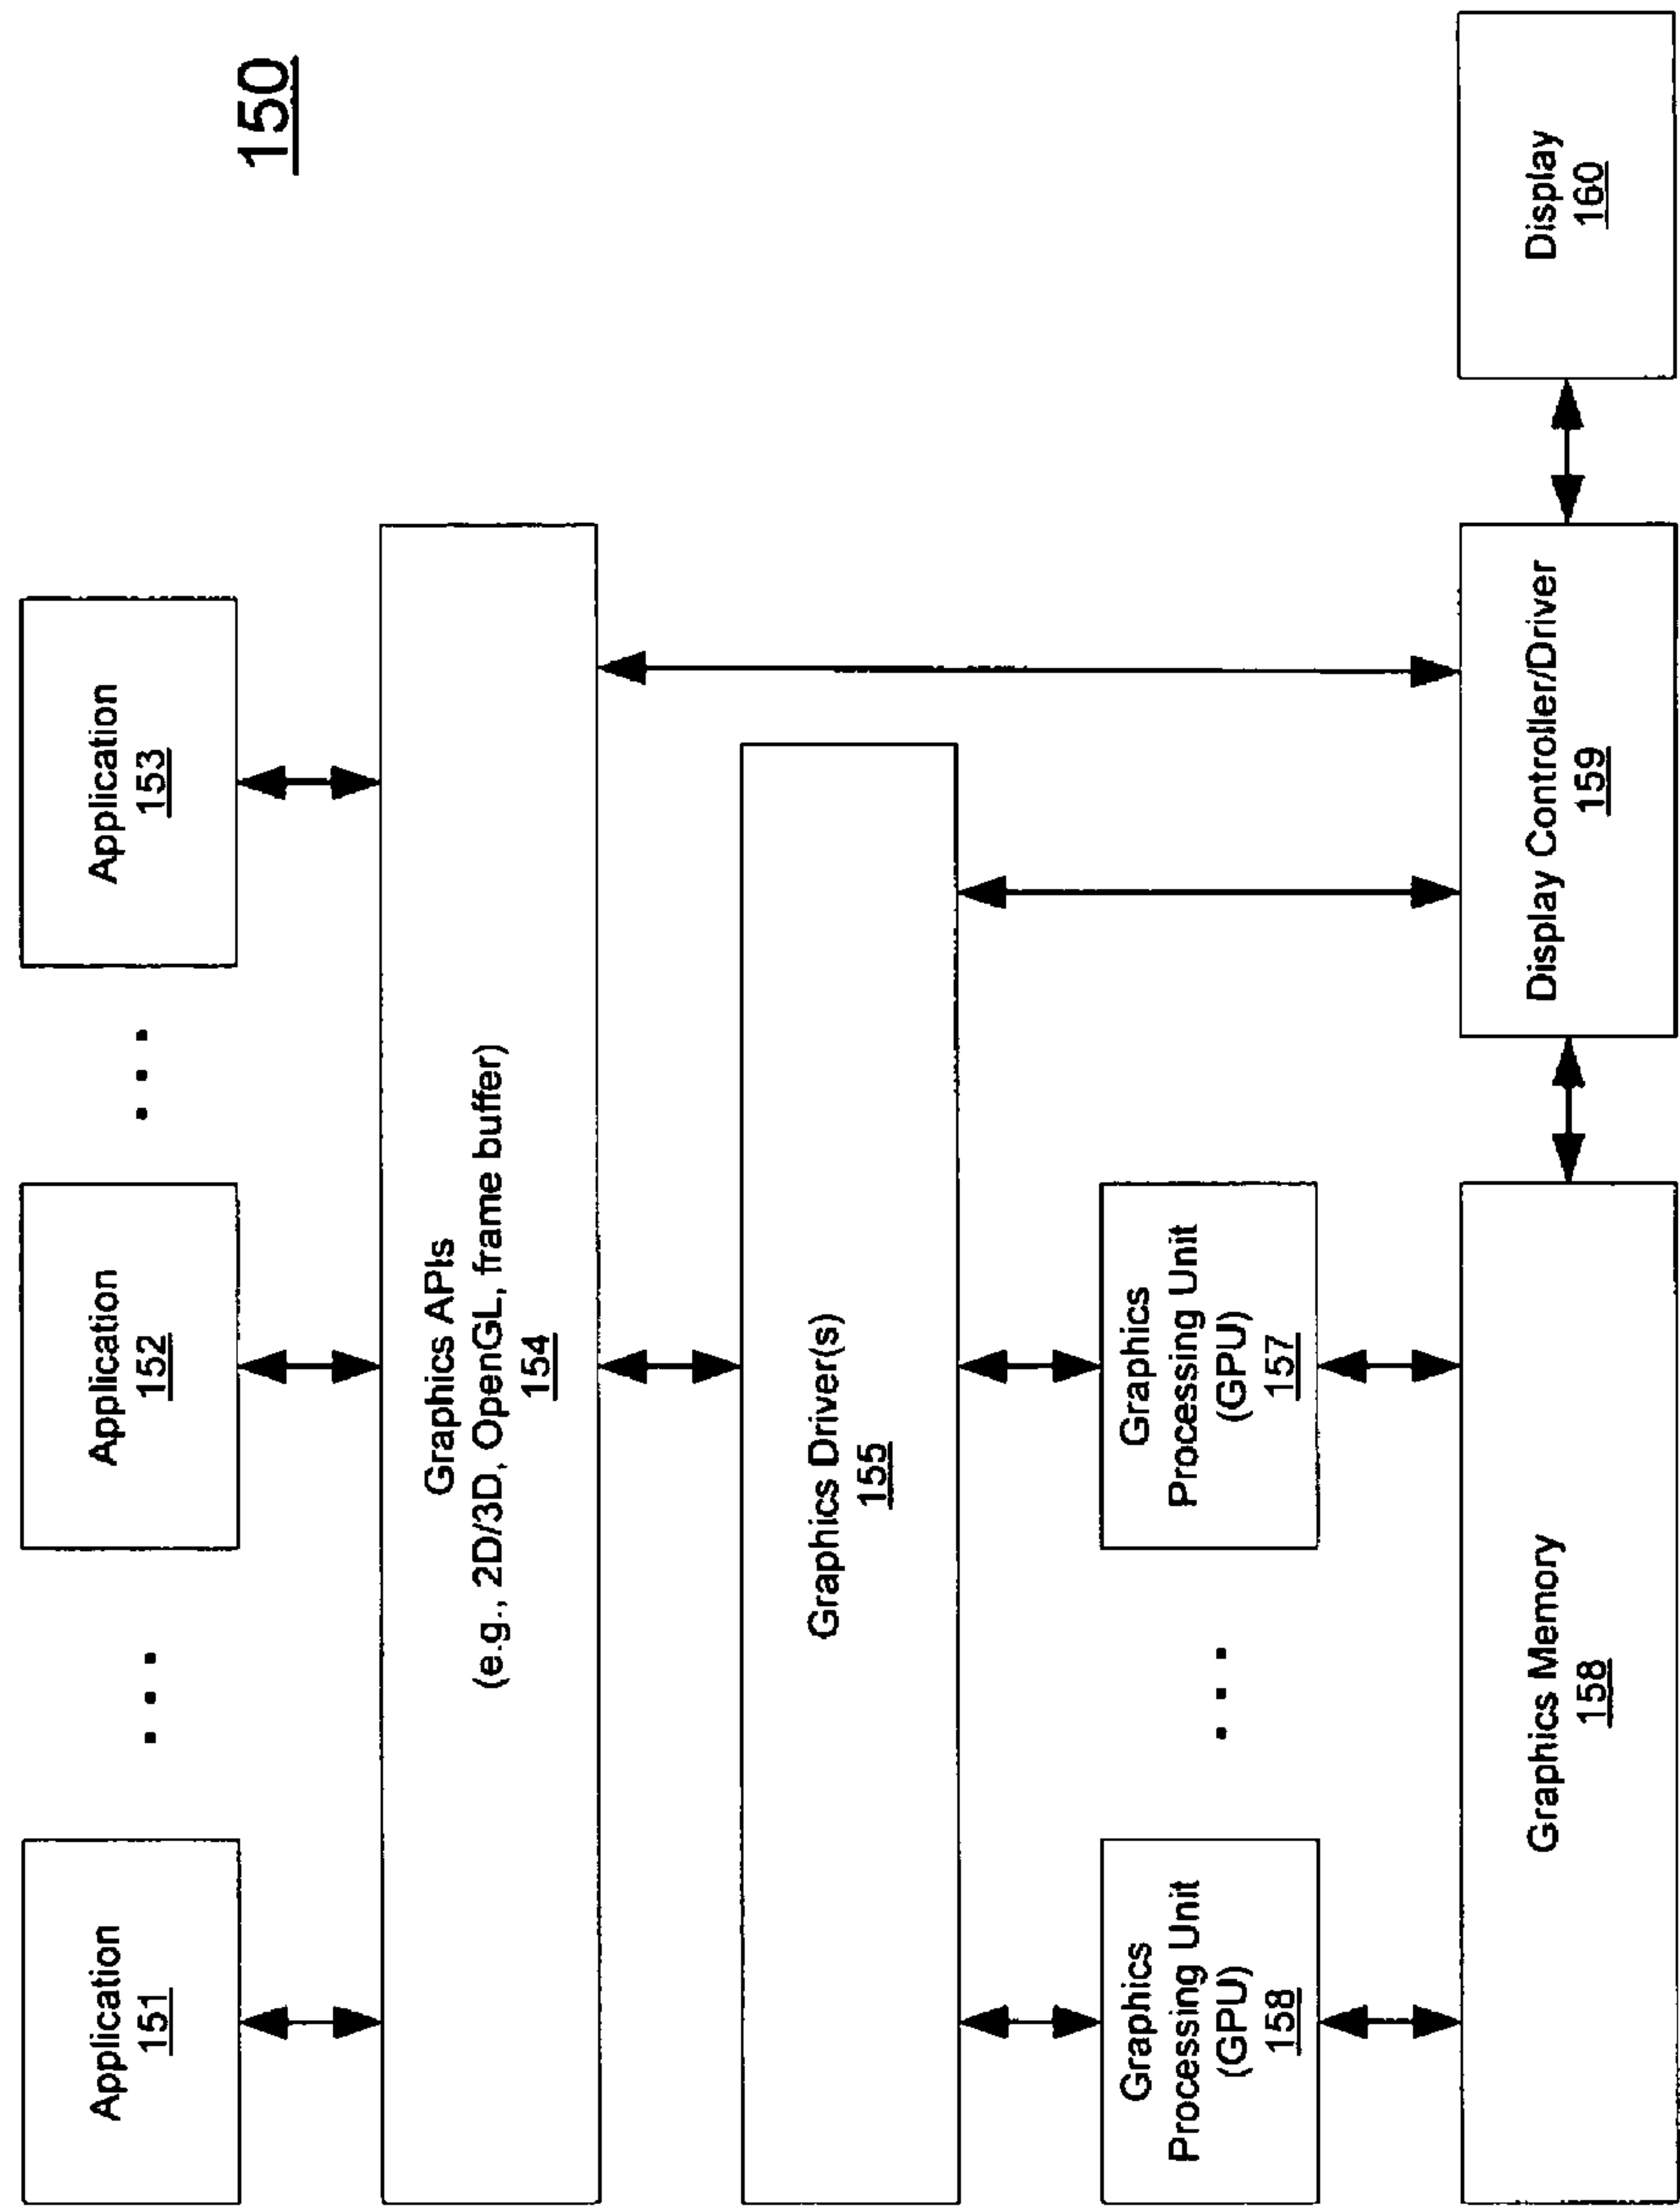 150
Application
151
. . .
Application
152
. . .
Application
153
Graphics APIs
(e.g., 2D/3D, OpenGL, frame buffer)
154
Graphics Driver(s)
155
Graphics
Processing Unit
(GPU)
158
. . .
Graphics
Processing Unit
(GPU)
157
Graphics Memory
158
Display Controller/Driver
159
Display
160